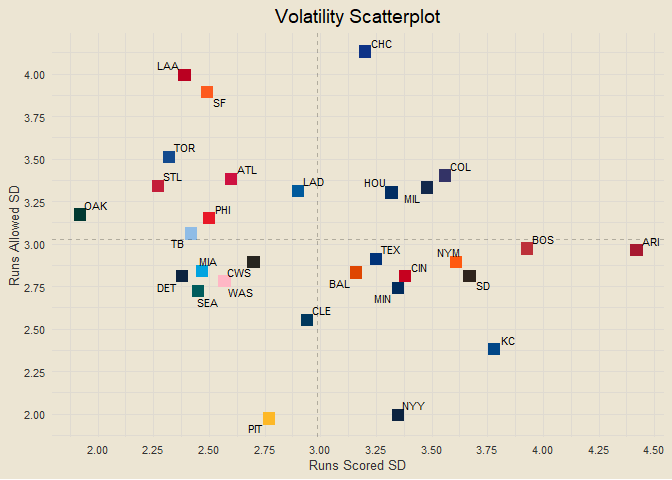 Volatility Scatterplot
CHC
LAA
4.00
SF
3.75
TOR
3.50
STL
ATL
LAD
HOU
MIL
COL
3.25
OAK
PHI
TB
3.00
BOS
ARI
MIA
CWS
TEX
NYM
2.75
DET
SEA
WAS
BAL
CIN
MIN
SD
CLE
2.50
KC
2.25
2.00
PIT
NYY
Runs Allowed SD
2.00 2.25 2.50 2.75 3.00 3.25 3.50 3.75 4.00 4.25 4.50
Runs Scored SD